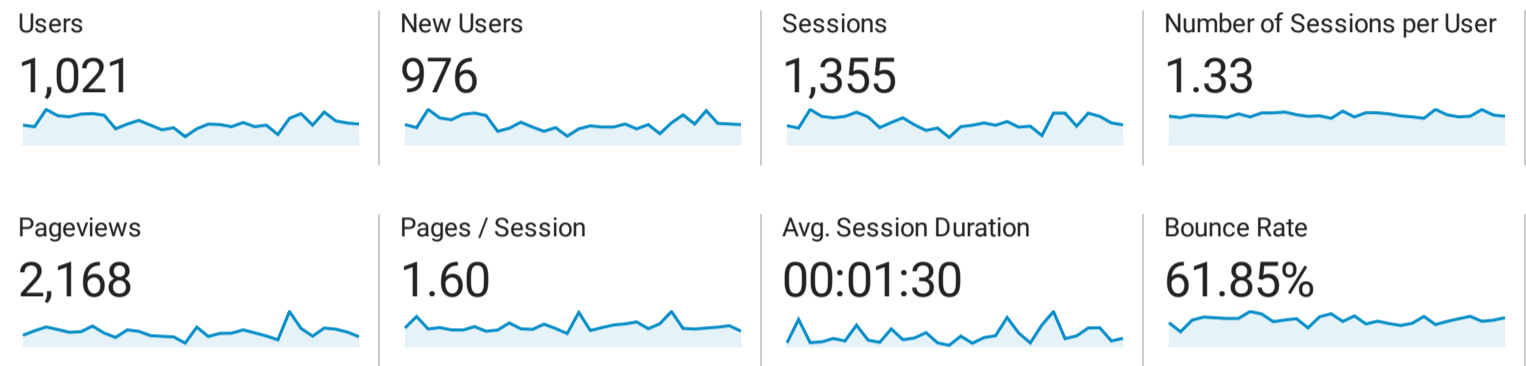 Users
1,021
New Users
976
Sessions
1,355
Number of Sessions per User
1.33
Pageviews
2,168
Pages / Session
1.60
Avg. Session Duration
00:01:30
Bounce Rate
61.85%